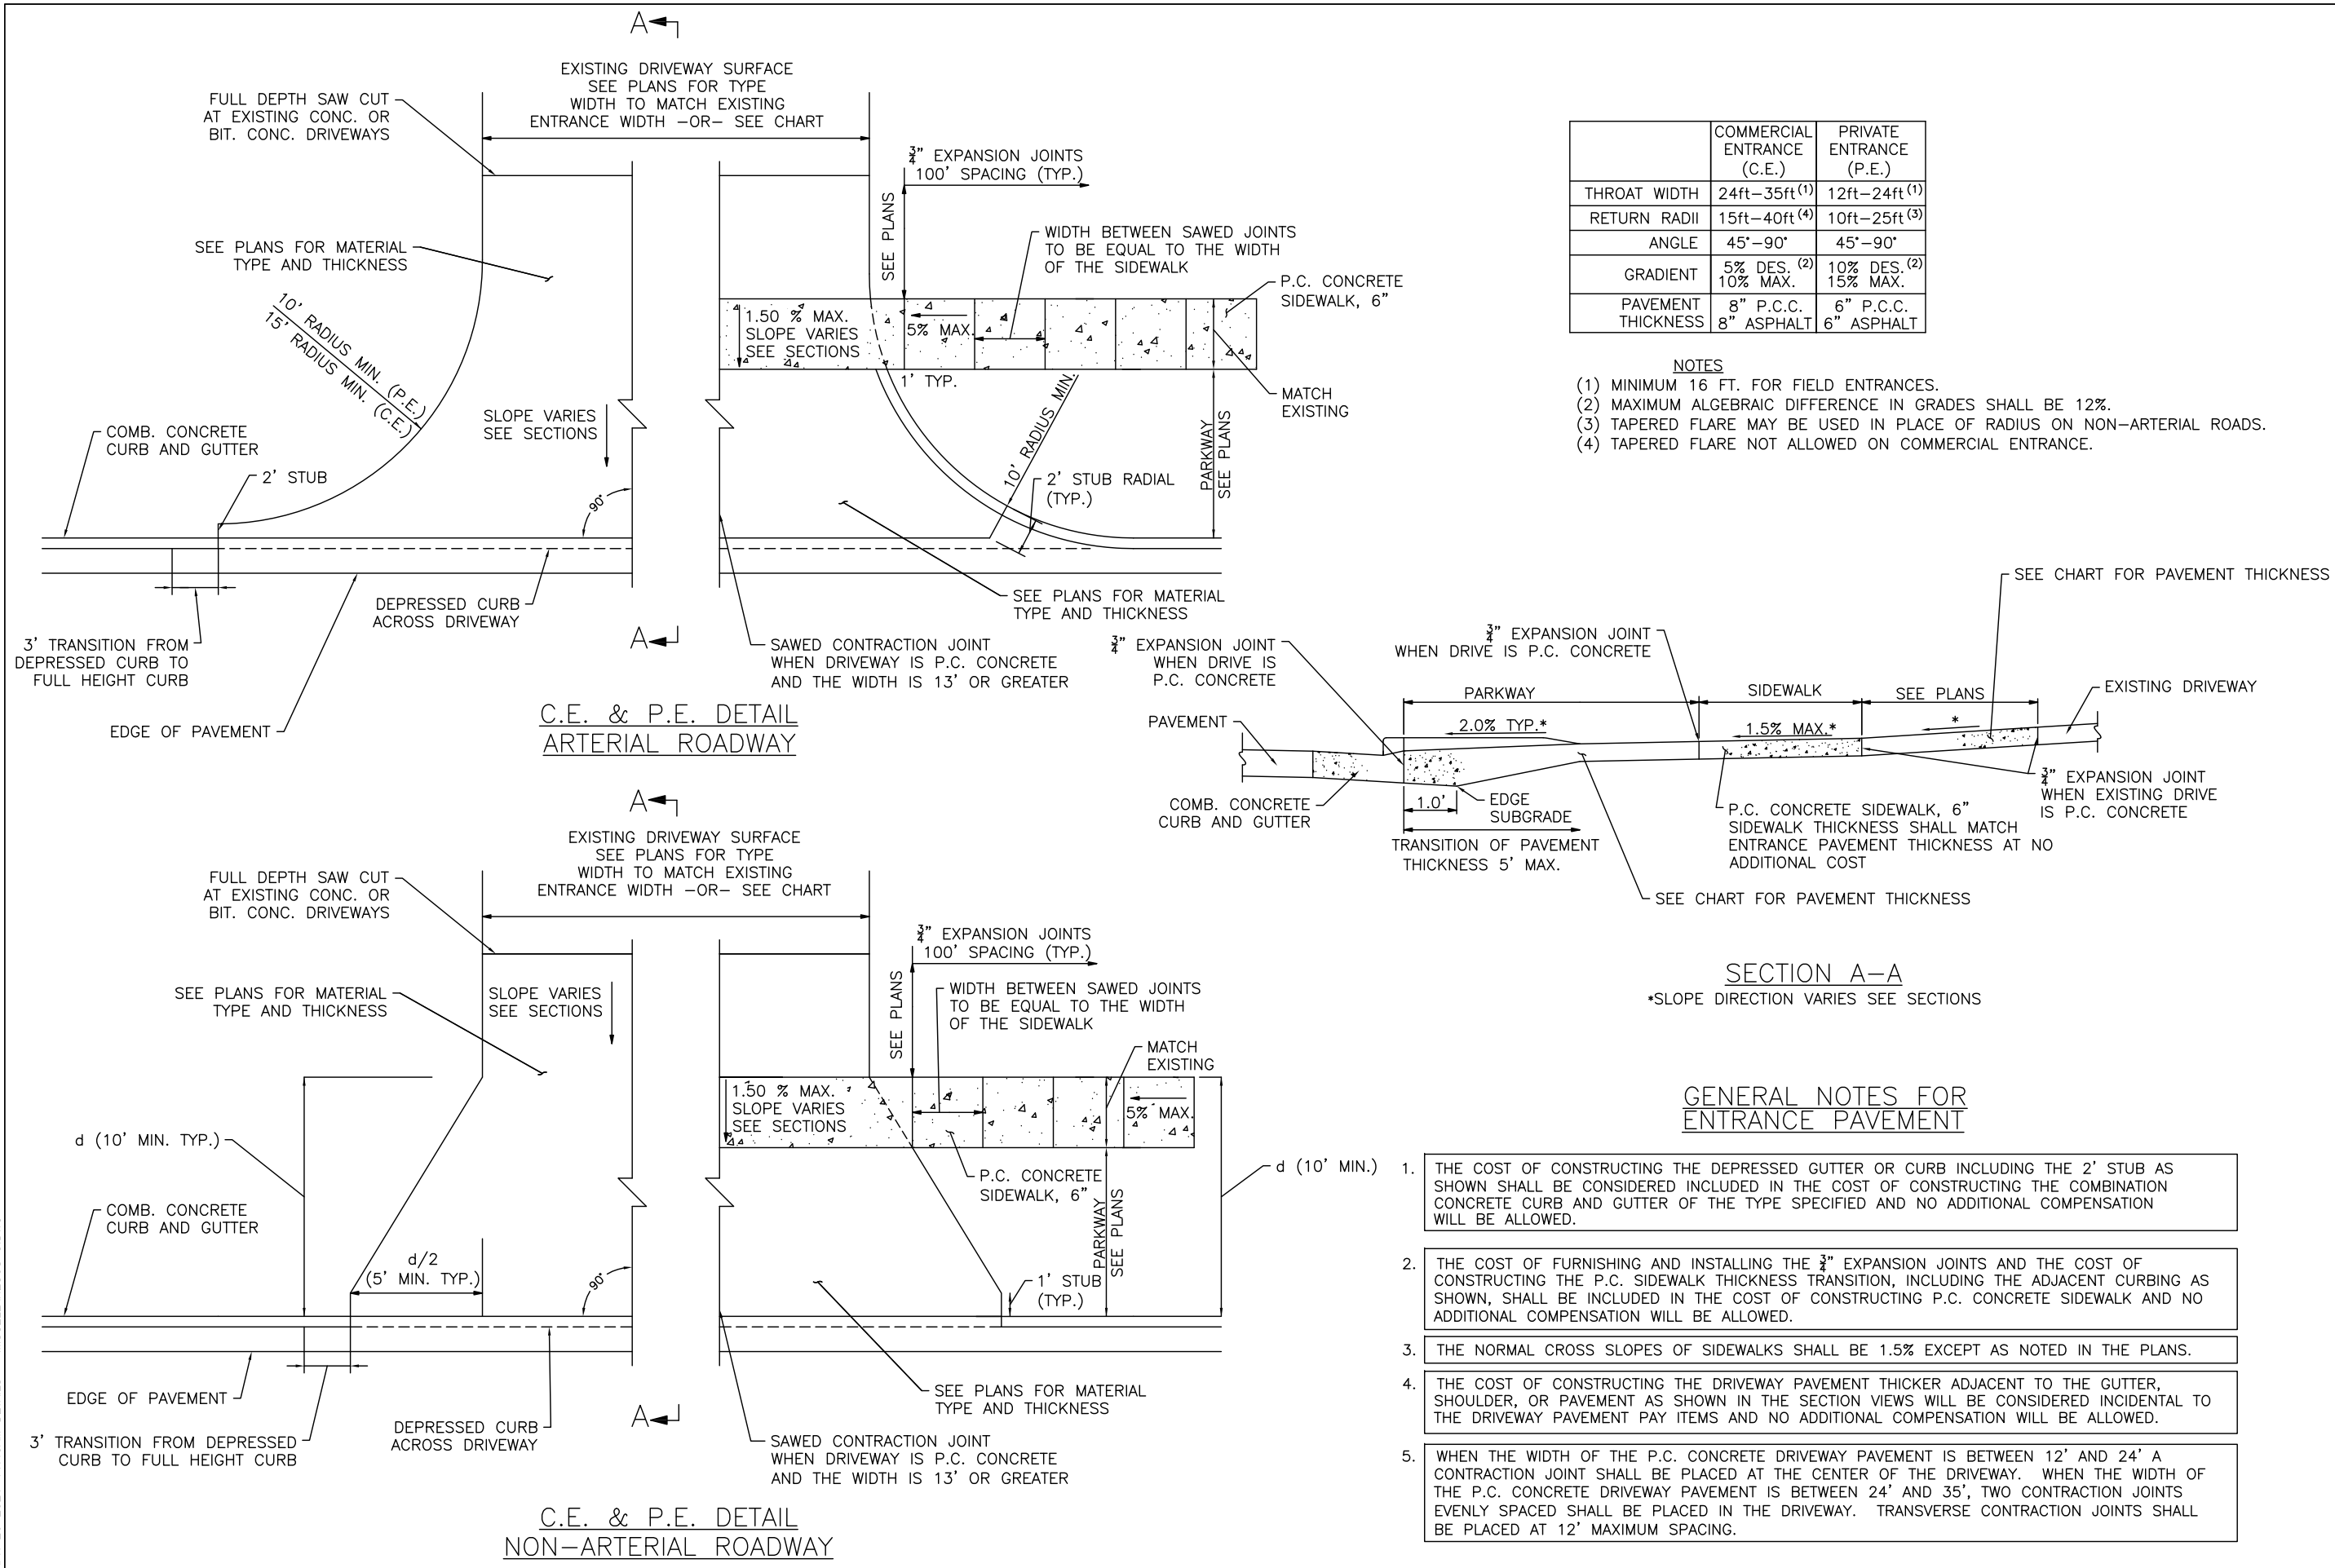 A
EXISTING DRIVEWAY SURFACE
SEE PLANS FOR TYPE
WIDTH TO MATCH EXISTING
ENTRANCE WIDTH –OR– SEE CHART
FULL DEPTH SAW CUT
AT EXISTING CONC. OR
BIT. CONC. DRIVEWAYS
3/4" EXPANSION JOINTS
100' SPACING (TYP.)
SEE PLANS
WIDTH BETWEEN SAWED JOINTS
TO BE EQUAL TO THE WIDTH
OF THE SIDEWALK
SEE PLANS FOR MATERIAL
TYPE AND THICKNESS
P.C. CONCRETE
SIDEWALK, 6"
10' RADIUS MIN. (P.E.)
15' RADIUS MIN. (C.E.)
1.50 % MAX.
SLOPE VARIES
SEE SECTIONS
5% MAX.
1' TYP.
MATCH
EXISTING
SLOPE VARIES
SEE SECTIONS
COMB. CONCRETE
CURB AND GUTTER
10' RADIUS MIN.
PARKWAY
SEE PLANS
2' STUB
2' STUB RADIAL
(TYP.)
90°
DEPRESSED CURB
ACROSS DRIVEWAY
SEE PLANS FOR MATERIAL
TYPE AND THICKNESS
3' TRANSITION FROM
DEPRESSED CURB TO
FULL HEIGHT CURB
A
SAWED CONTRACTION JOINT
WHEN DRIVEWAY IS P.C. CONCRETE
AND THE WIDTH IS 13' OR GREATER
EDGE OF PAVEMENT
C.E. & P.E. DETAIL
ARTERIAL ROADWAY
COMMERCIAL ENTRANCE (C.E.) PRIVATE ENTRANCE (P.E.)
THROAT WIDTH 24ft–35ft(1) 12ft–24ft(1)
RETURN RADII 15ft–40ft(4) 10ft–25ft(3)
ANGLE 45°–90° 45°–90°
GRADIENT 5% DES. (2) 10% MAX. 10% DES. (2) 15% MAX.
PAVEMENT THICKNESS 8" P.C.C. 8" ASPHALT 6" P.C.C. 6" ASPHALT
NOTES
(1) MINIMUM 16 FT. FOR FIELD ENTRANCES.
(2) MAXIMUM ALGEBRAIC DIFFERENCE IN GRADES SHALL BE 12%.
(3) TAPERED FLARE MAY BE USED IN PLACE OF RADIUS ON NON–ARTERIAL ROADS.
(4) TAPERED FLARE NOT ALLOWED ON COMMERCIAL ENTRANCE.
SEE CHART FOR PAVEMENT THICKNESS
3/4" EXPANSION JOINT
WHEN DRIVE IS P.C. CONCRETE
3/4" EXPANSION JOINT
WHEN DRIVE IS
P.C. CONCRETE
PARKWAY
SIDEWALK
SEE PLANS
EXISTING DRIVEWAY
PAVEMENT
2.0% TYP.*
1.5% MAX.*
*
COMB. CONCRETE
CURB AND GUTTER
1.0'
EDGE
SUBGRADE
TRANSITION OF PAVEMENT
THICKNESS 5' MAX.
P.C. CONCRETE SIDEWALK, 6"
SIDEWALK THICKNESS SHALL MATCH
ENTRANCE PAVEMENT THICKNESS AT NO
ADDITIONAL COST
3/4" EXPANSION JOINT
WHEN EXISTING DRIVE
IS P.C. CONCRETE
SEE CHART FOR PAVEMENT THICKNESS
SECTION A–A
*SLOPE DIRECTION VARIES SEE SECTIONS
A
EXISTING DRIVEWAY SURFACE
SEE PLANS FOR TYPE
WIDTH TO MATCH EXISTING
ENTRANCE WIDTH –OR– SEE CHART
FULL DEPTH SAW CUT
AT EXISTING CONC. OR
BIT. CONC. DRIVEWAYS
3/4" EXPANSION JOINTS
100' SPACING (TYP.)
SEE PLANS
SEE PLANS FOR MATERIAL
TYPE AND THICKNESS
SLOPE VARIES
SEE SECTIONS
WIDTH BETWEEN SAWED JOINTS
TO BE EQUAL TO THE WIDTH
OF THE SIDEWALK
MATCH
EXISTING
1.50 % MAX.
SLOPE VARIES
SEE SECTIONS
5% MAX.
d (10' MIN. TYP.)
P.C. CONCRETE
SIDEWALK, 6"
d (10' MIN.)
COMB. CONCRETE
CURB AND GUTTER
PARKWAY
SEE PLANS
d/2
(5' MIN. TYP.)
90°
1' STUB
(TYP.)
EDGE OF PAVEMENT
SEE PLANS FOR MATERIAL
TYPE AND THICKNESS
A
DEPRESSED CURB
ACROSS DRIVEWAY
3' TRANSITION FROM DEPRESSED
CURB TO FULL HEIGHT CURB
SAWED CONTRACTION JOINT
WHEN DRIVEWAY IS P.C. CONCRETE
AND THE WIDTH IS 13' OR GREATER
C.E. & P.E. DETAIL
NON–ARTERIAL ROADWAY
GENERAL NOTES FOR
ENTRANCE PAVEMENT
1. THE COST OF CONSTRUCTING THE DEPRESSED GUTTER OR CURB INCLUDING THE 2' STUB AS
SHOWN SHALL BE CONSIDERED INCLUDED IN THE COST OF CONSTRUCTING THE COMBINATION
CONCRETE CURB AND GUTTER OF THE TYPE SPECIFIED AND NO ADDITIONAL COMPENSATION
WILL BE ALLOWED.
2. THE COST OF FURNISHING AND INSTALLING THE 3/4" EXPANSION JOINTS AND THE COST OF
CONSTRUCTING THE P.C. SIDEWALK THICKNESS TRANSITION, INCLUDING THE ADJACENT CURBING AS
SHOWN, SHALL BE INCLUDED IN THE COST OF CONSTRUCTING P.C. CONCRETE SIDEWALK AND NO
ADDITIONAL COMPENSATION WILL BE ALLOWED.
3. THE NORMAL CROSS SLOPES OF SIDEWALKS SHALL BE 1.5% EXCEPT AS NOTED IN THE PLANS.
4. THE COST OF CONSTRUCTING THE DRIVEWAY PAVEMENT THICKER ADJACENT TO THE GUTTER,
SHOULDER, OR PAVEMENT AS SHOWN IN THE SECTION VIEWS WILL BE CONSIDERED INCIDENTAL TO
THE DRIVEWAY PAVEMENT PAY ITEMS AND NO ADDITIONAL COMPENSATION WILL BE ALLOWED.
5. WHEN THE WIDTH OF THE P.C. CONCRETE DRIVEWAY PAVEMENT IS BETWEEN 12' AND 24' A
CONTRACTION JOINT SHALL BE PLACED AT THE CENTER OF THE DRIVEWAY. WHEN THE WIDTH OF
THE P.C. CONCRETE DRIVEWAY PAVEMENT IS BETWEEN 24' AND 35', TWO CONTRACTION JOINTS
EVENLY SPACED SHALL BE PLACED IN THE DRIVEWAY. TRANSVERSE CONTRACTION JOINTS SHALL
BE PLACED AT 12' MAXIMUM SPACING.